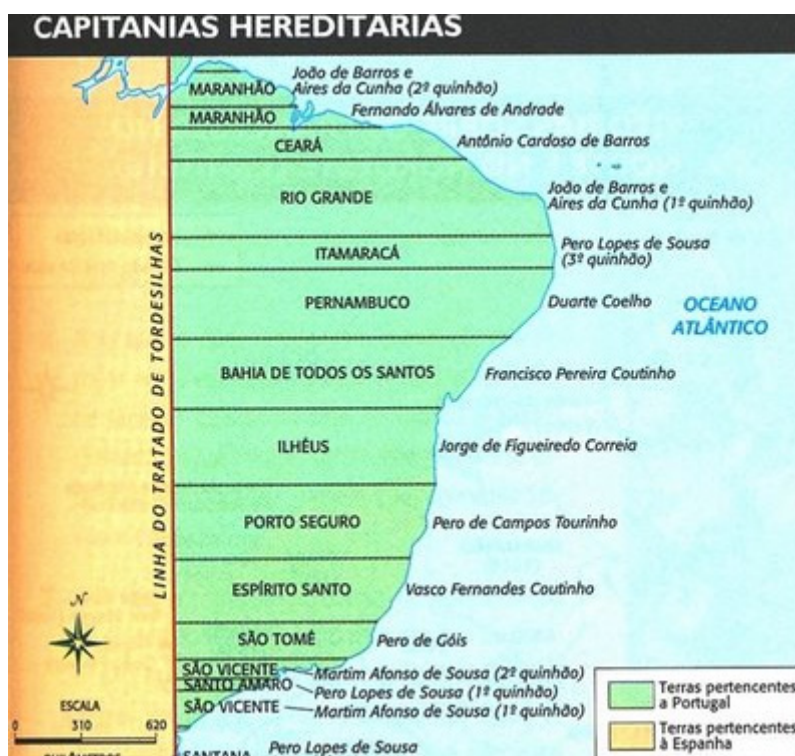 CAPITANIAS HEREDITÁRIAS
MARANHÃO
João de Barros e
Aires da Cunha (2º quinhão)
MARANHÃO
Fernando Álvares de Andrade
CEARÁ
Antônio Cardoso de Barros
RIO GRANDE
João de Barros e
Aires da Cunha (1º quinhão)
ITAMARACÁ
Pero Lopes de Sousa
(3º quinhão)
PERNAMBUCO
Duarte Coelho
OCEANO
ATLÂNTICO
BAHIA DE TODOS OS SANTOS
Francisco Pereira Coutinho
ILHÉUS
Jorge de Figueiredo Correia
LINHA DO TRATADO DE TORDESILHAS
PORTO SEGURO
Pero de Campos Tourinho
ESPÍRITO SANTO
Vasco Fernandes Coutinho
N
SÃO TOMÉ
Pero de Góis
SÃO VICENTE
Martim Afonso de Sousa (2º quinhão)
SANTO AMARO
Pero Lopes de Sousa (1º quinhão)
SÃO VICENTE
Martim Afonso de Sousa (1º quinhão)
SANTANA
Pero Lopes de Sousa
ESCALA
0 310 620
QUILÔMETROS
Terras pertencentes
a Portugal
Terras pertencentes
à Espanha